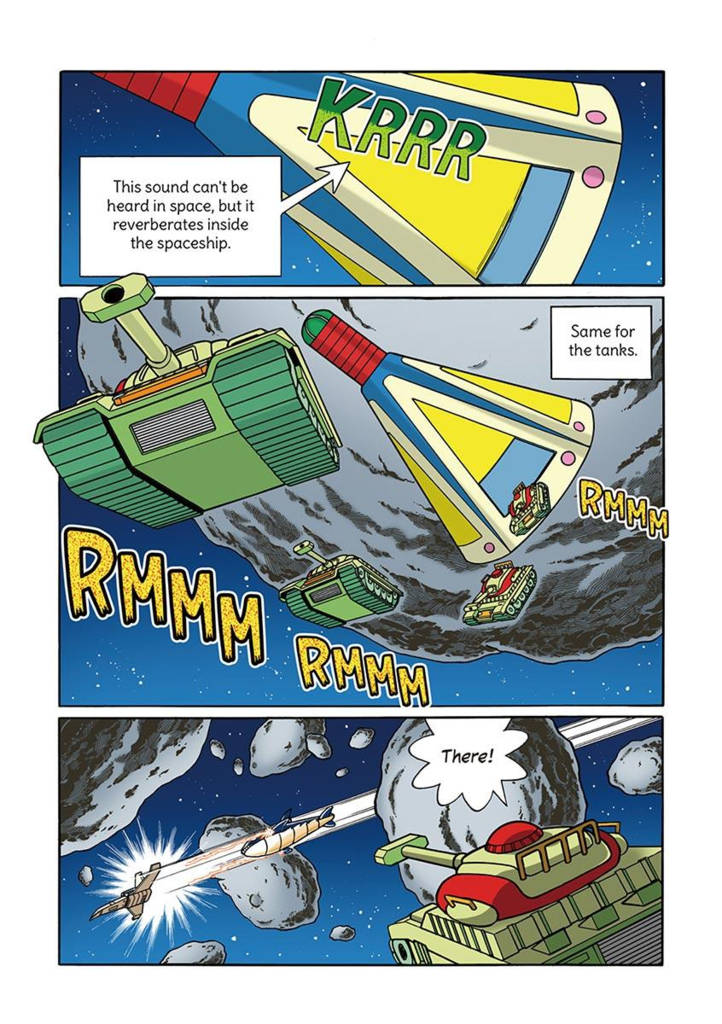 KRRR
This sound can't be
heard in space, but it
reverberates inside
the spaceship.
Same for
the tanks.
RMMM
RMMM
RMMM
There!